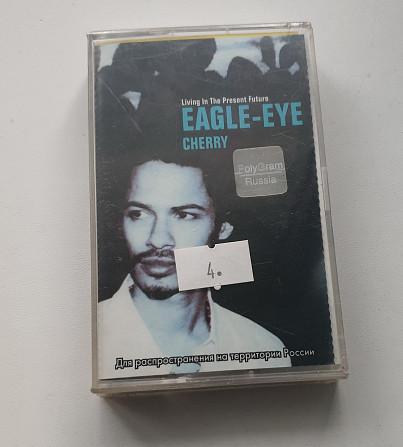 Living In The Present Future
EAGLE-EYE
CHERRY
PolyGram
Russia
4.
Для распространения на территории России